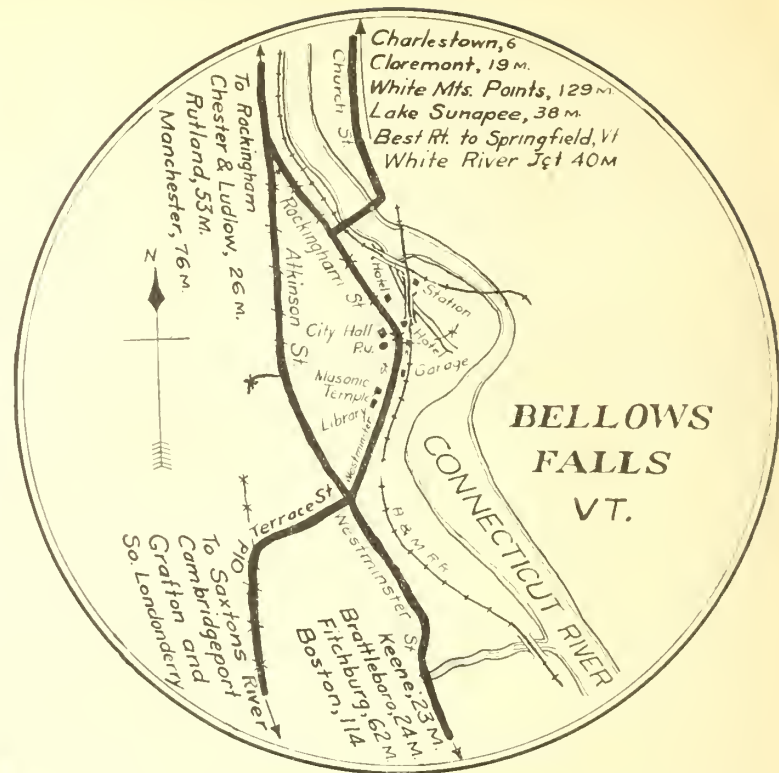 Charlestown, 6
Claremont, 19 M.
White Mts. Points, 129 M.
Lake Sunapee, 38 M.
Best Rt. to Springfield, Vt
White River Jct 40 M
Church St.
To Rockingham
Chester & Ludlow, 26 M.
Rutland, 53 M.
Manchester, 76 M.
N
Rockingham St
Atkinson St.
Hotel
Station
City Hall
P.O.
Hotel
Garage
Masonic
Temple
Library
Westminster
St
BELLOWS
FALLS
VT.
CONNECTICUT RIVER
B & M RR
Terrace St
Westminster St
Old
To Saxtons River
Cambridgeport
Grafton and
So. Londonderry
Keene, 23 M.
Brattleboro, 24 M.
Fitchburg, 62 M.
Boston, 114